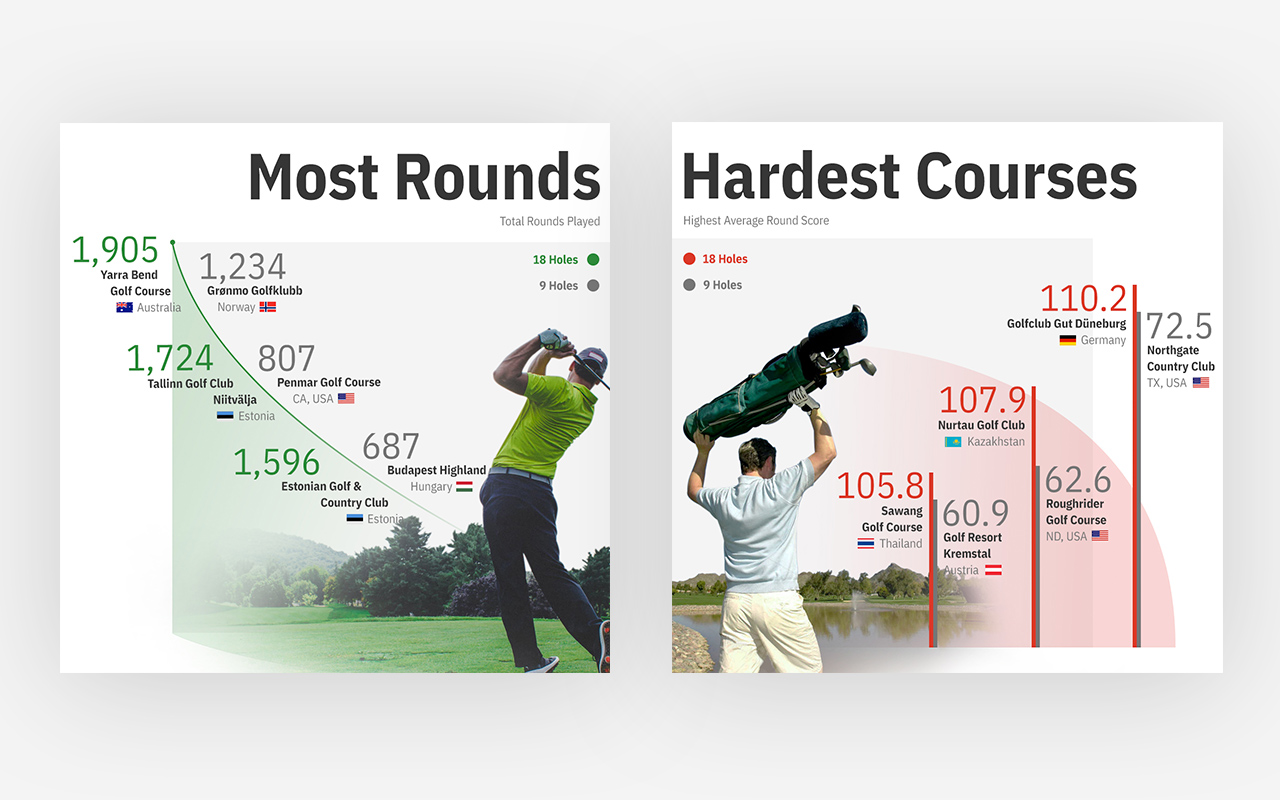 Most Rounds
Total Rounds Played
18 Holes
9 Holes
1,905
Yarra Bend
Golf Course
Australia
1,234
Grønmo Golfklubb
Norway
1,724
Tallinn Golf Club
Niitvälja
Estonia
807
Penmar Golf Course
CA, USA
1,596
Estonian Golf &
Country Club
Estonia
687
Budapest Highland
Hungary
Hardest Courses
Highest Average Round Score
18 Holes
9 Holes
110.2
Golfclub Gut Düneburg
Germany
72.5
Northgate
Country Club
TX, USA
107.9
Nurtau Golf Club
Kazakhstan
62.6
Roughrider
Golf Course
ND, USA
105.8
Sawang
Golf Course
Thailand
60.9
Golf Resort
Kremstal
Austria